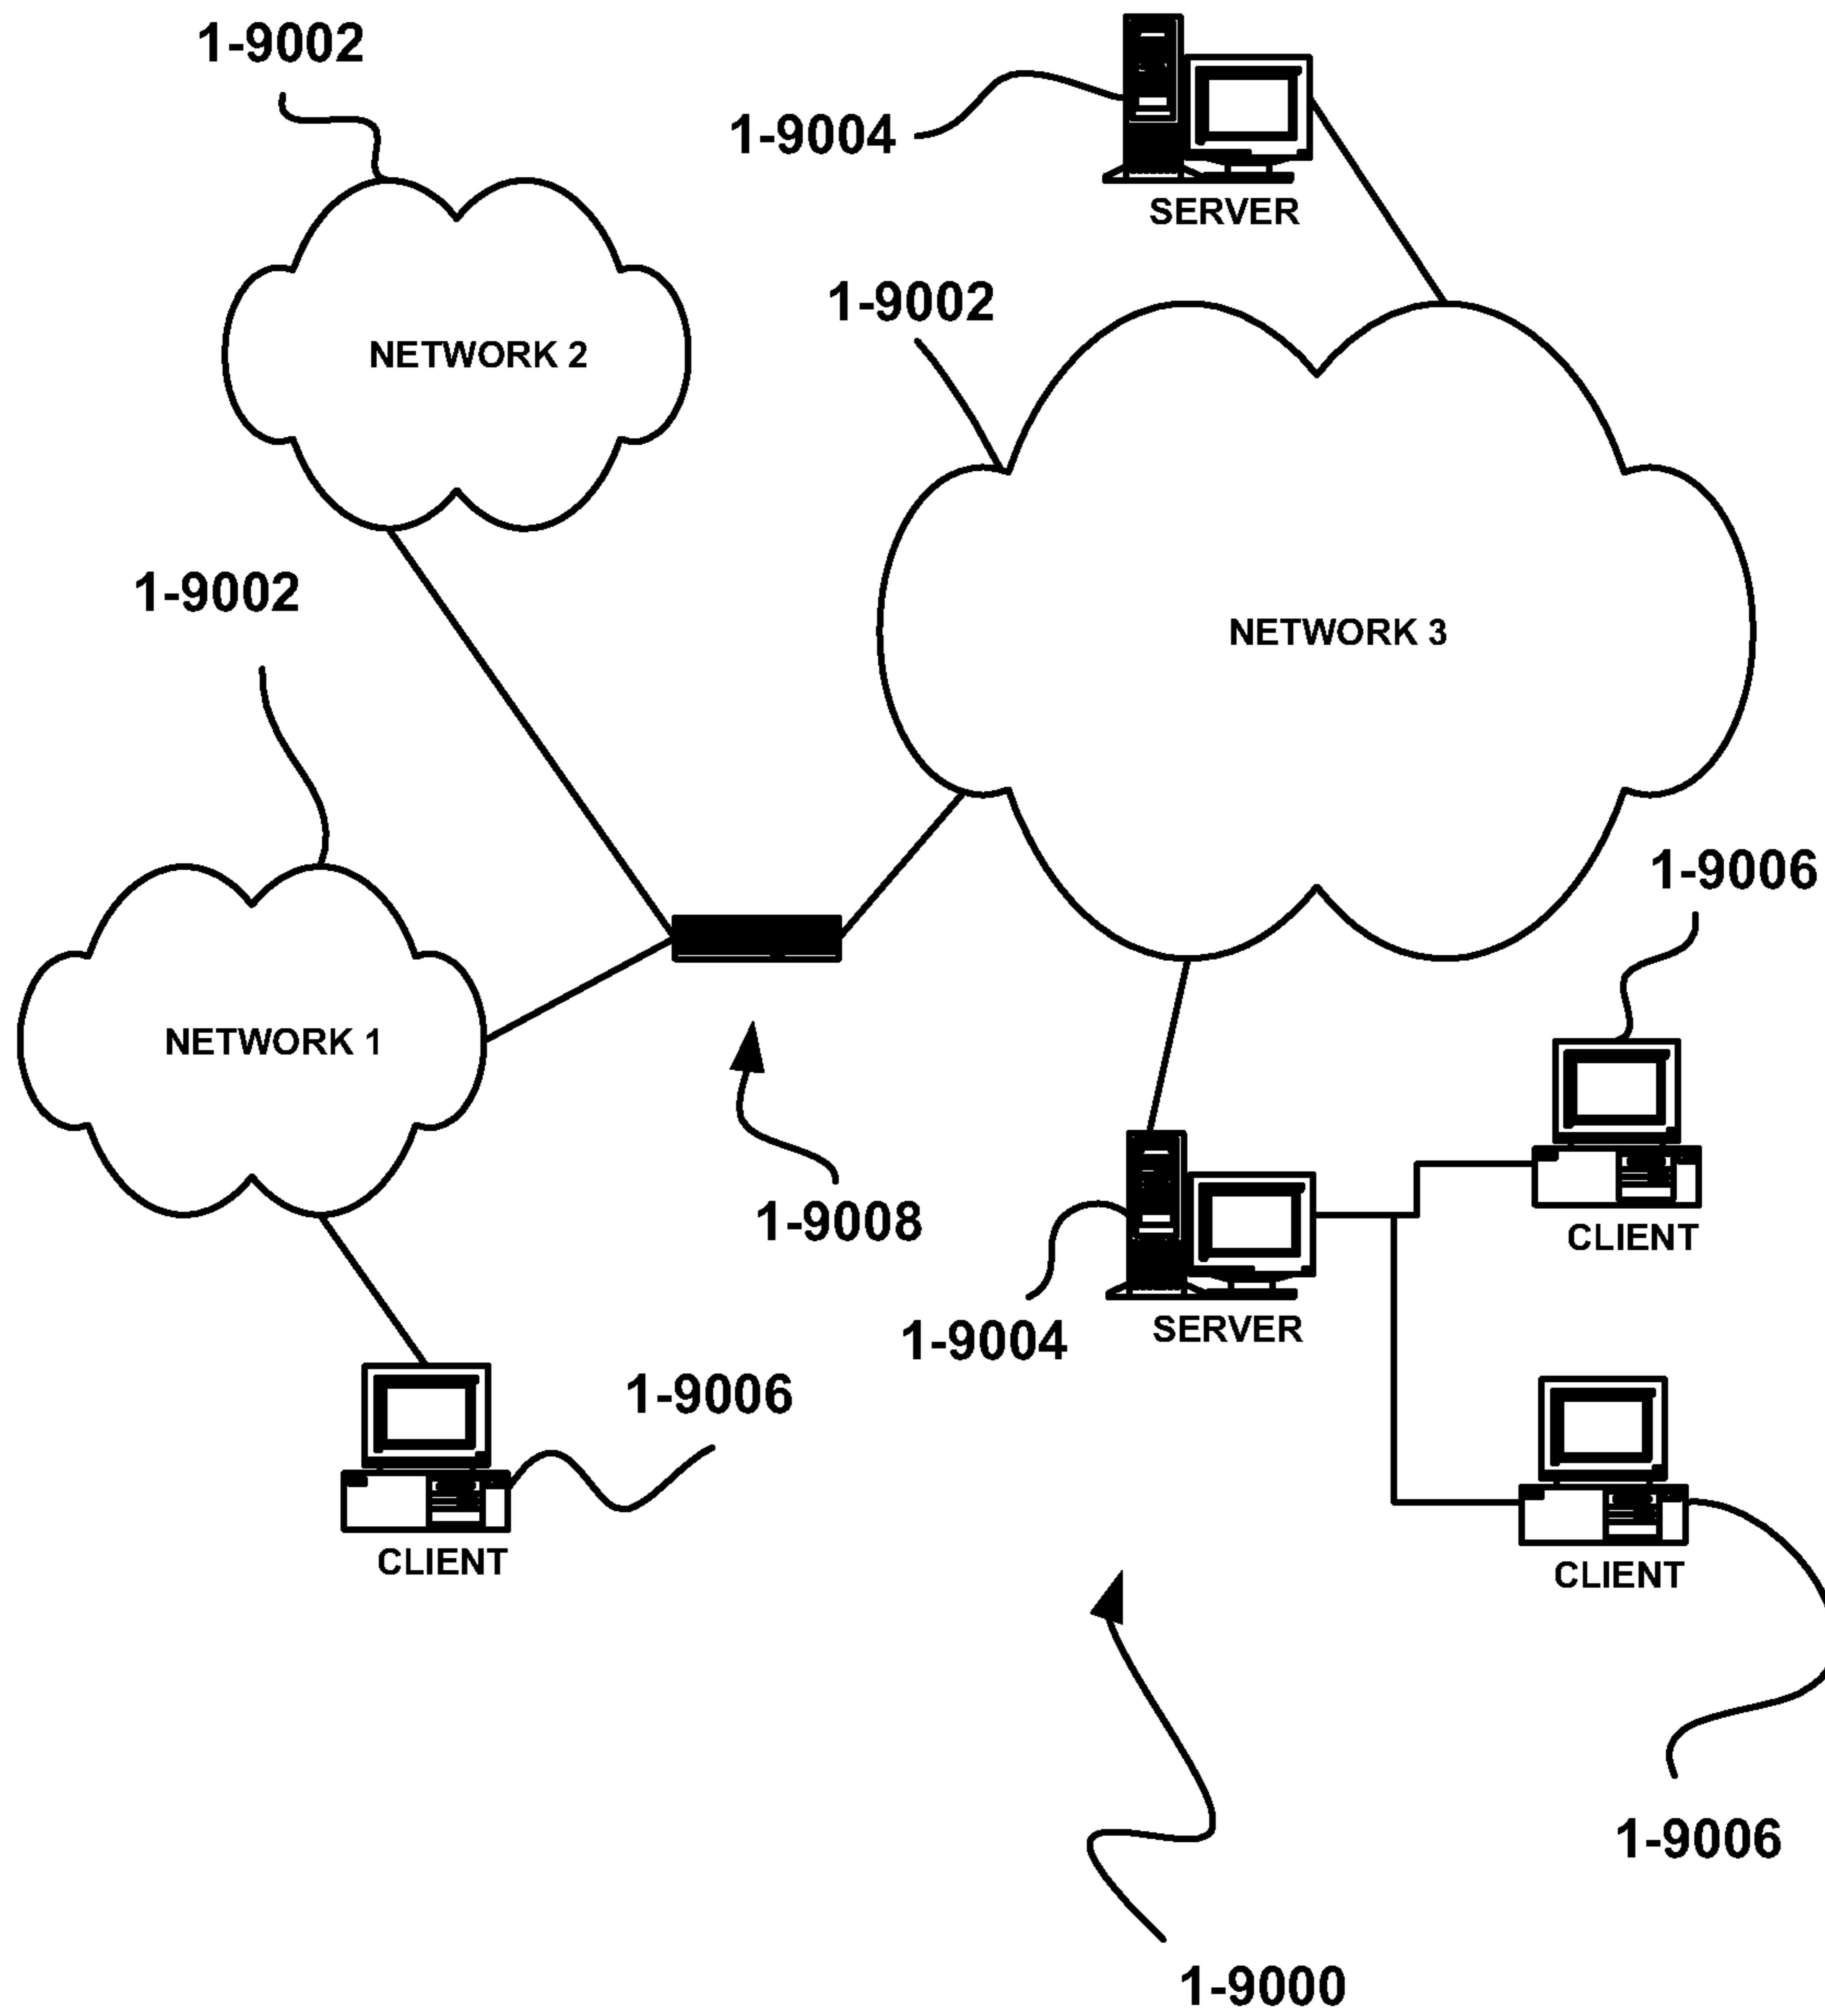 1-9002
1-9004
SERVER
1-9002
NETWORK 2
1-9002
NETWORK 3
1-9006
NETWORK 1
1-9008
CLIENT
1-9004
SERVER
1-9006
CLIENT
CLIENT
1-9006
1-9000